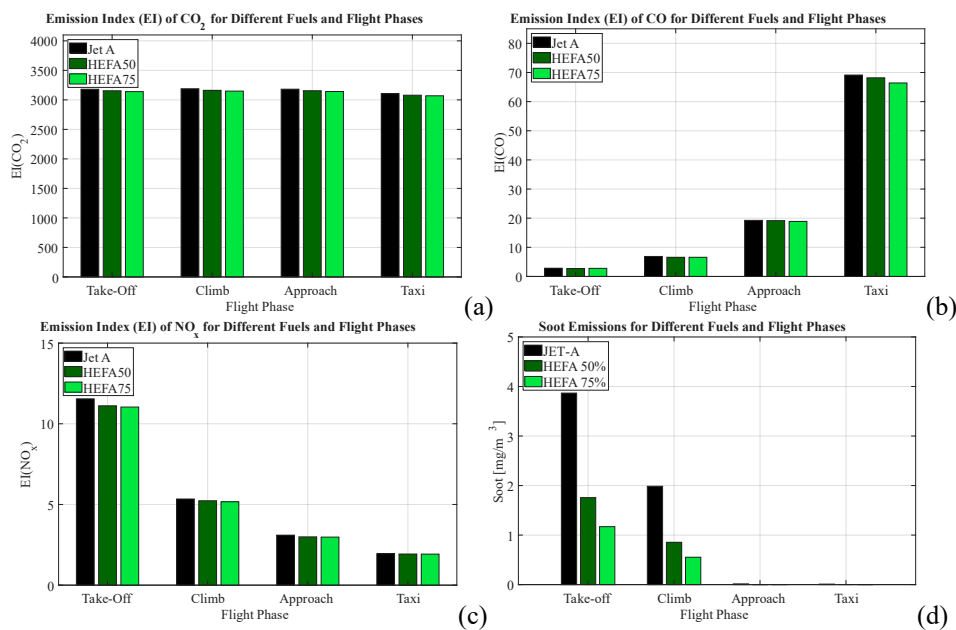 Emission Index (EI) of CO2 for Different Fuels and Flight Phases
4000
3500
3000
2500
2000
1500
1000
500
0
EI(CO2)
Jet A
HEFA50
HEFA75
Take-Off Climb Approach Taxi
Flight Phase
(a)
Emission Index (EI) of CO for Different Fuels and Flight Phases
80
70
60
50
40
30
20
10
0
EI(CO)
Jet A
HEFA50
HEFA75
Take-Off Climb Approach Taxi
Flight Phase
(b)
Emission Index (EI) of NOx for Different Fuels and Flight Phases
15
10
5
0
EI(NOx)
Jet A
HEFA50
HEFA75
Take-Off Climb Approach Taxi
Flight Phase
(c)
Soot Emissions for Different Fuels and Flight Phases
5
4
3
2
1
0
Soot [mg/m3]
JET-A
HEFA 50%
HEFA 75%
Take-off Climb Approach Taxi
Flight Phase
(d)